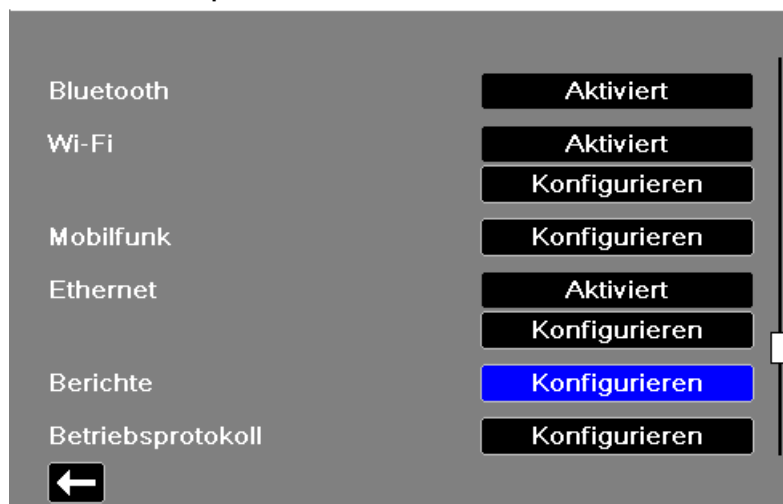 Bluetooth Aktiviert
Wi-Fi Aktiviert
Konfigurieren
Mobilfunk Konfigurieren
Ethernet Aktiviert
Konfigurieren
Berichte Konfigurieren
Betriebsprotokoll Konfigurieren